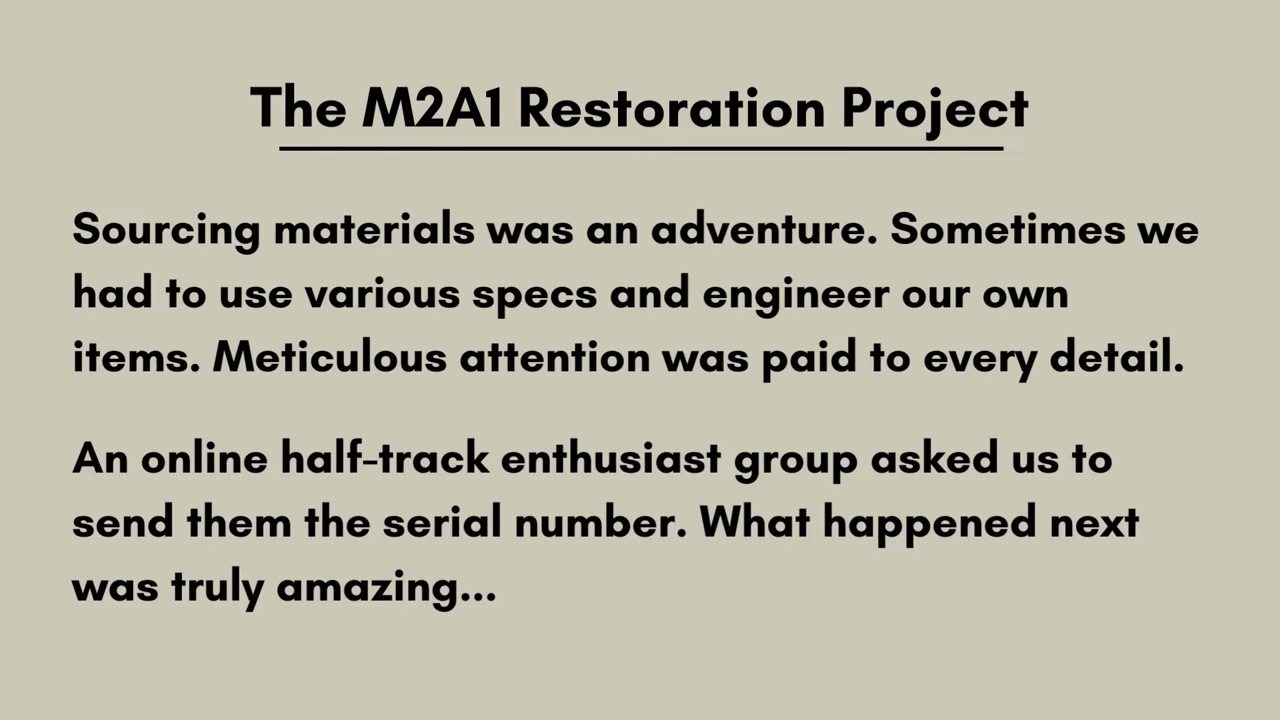 The M2A1 Restoration Project
Sourcing materials was an adventure. Sometimes we
had to use various specs and engineer our own
items. Meticulous attention was paid to every detail.
An online half-track enthusiast group asked us to
send them the serial number. What happened next
was truly amazing...